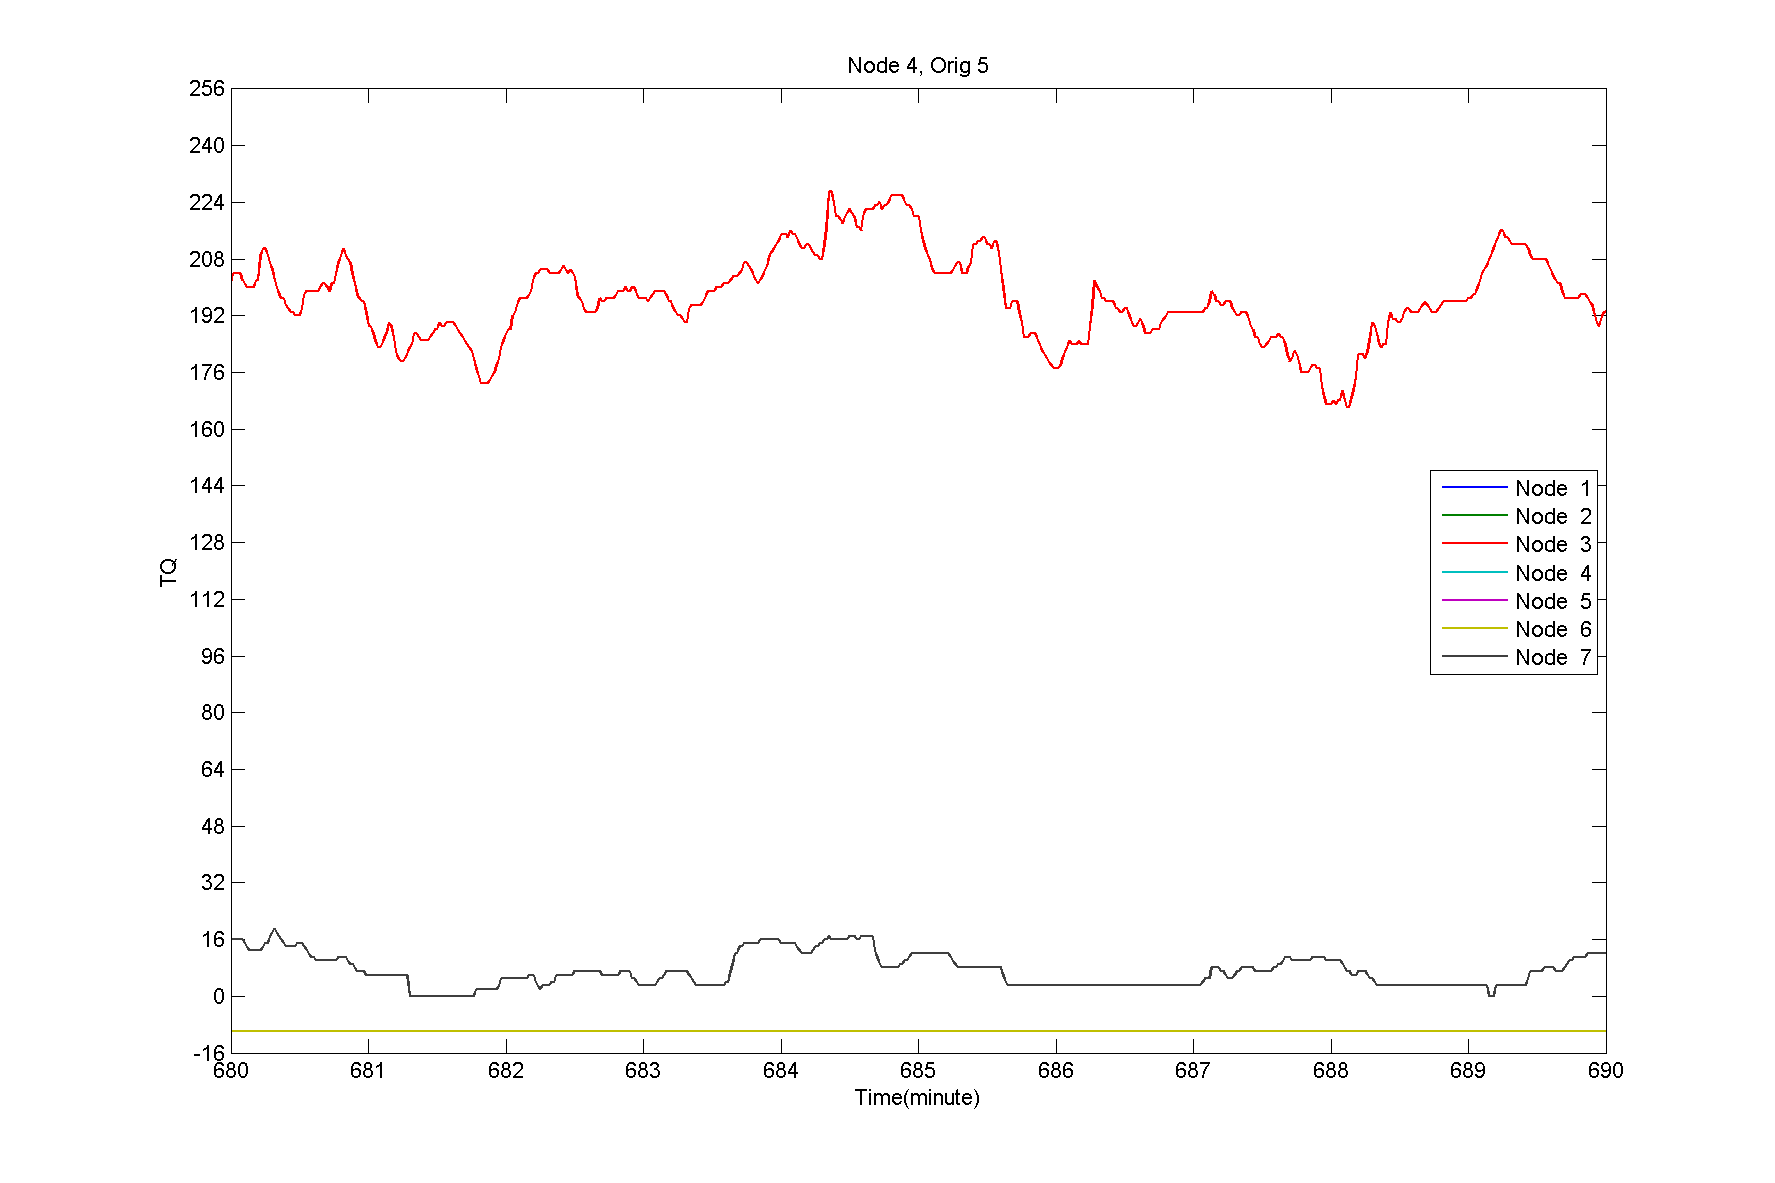 Node 4, Orig 5
256
240
224
208
192
176
160
144
128
112
96
80
64
48
32
16
0
-16
TQ
Node 1
Node 2
Node 3
Node 4
Node 5
Node 6
Node 7
680 681 682 683 684 685 686 687 688 689 690
Time(minute)